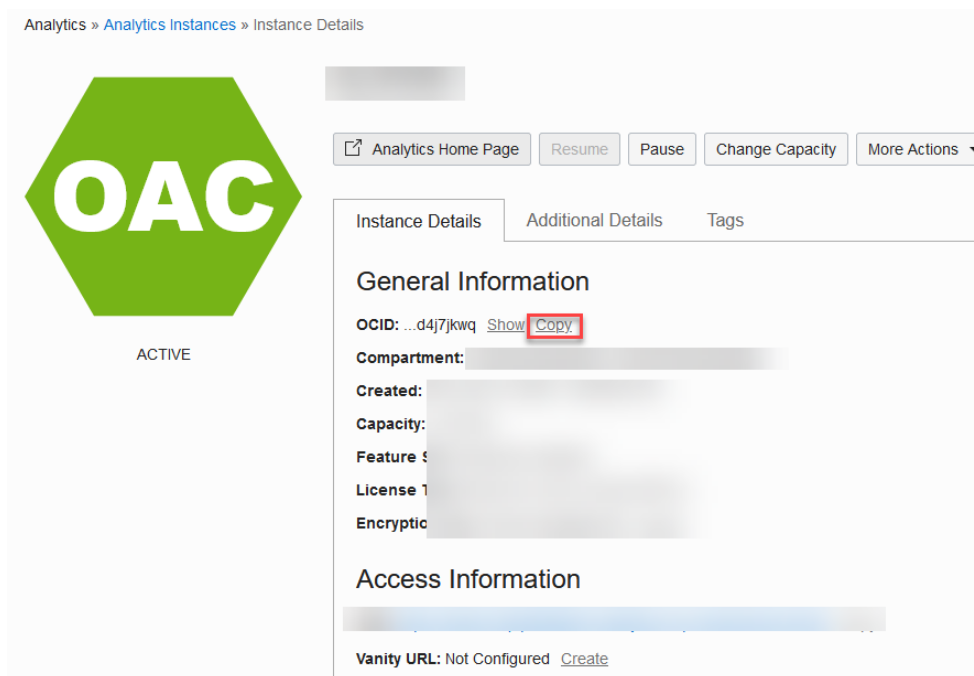 Analytics » Analytics Instances » Instance Details
OAC
ACTIVE
Analytics Home Page Resume Pause Change Capacity More Actions
Instance Details Additional Details Tags
General Information
OCID: ...d4j7jkwq Show Copy
Compartment:
Created:
Capacity:
Feature
License
Access Information
Vanity URL: Not Configured Create